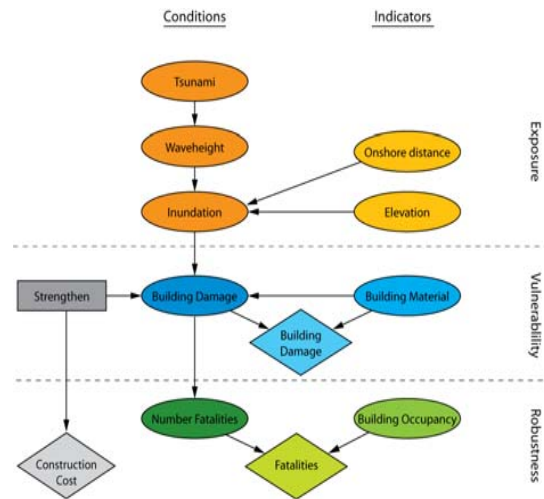 Conditions
Indicators
Tsunami
Waveheight
Onshore distance
Inundation
Elevation
Exposure
Strengthen
Building Damage
Building Material
Building
Damage
Vulnerablility
Number Fatalities
Building Occupancy
Construction
Cost
Fatalities
Robustness